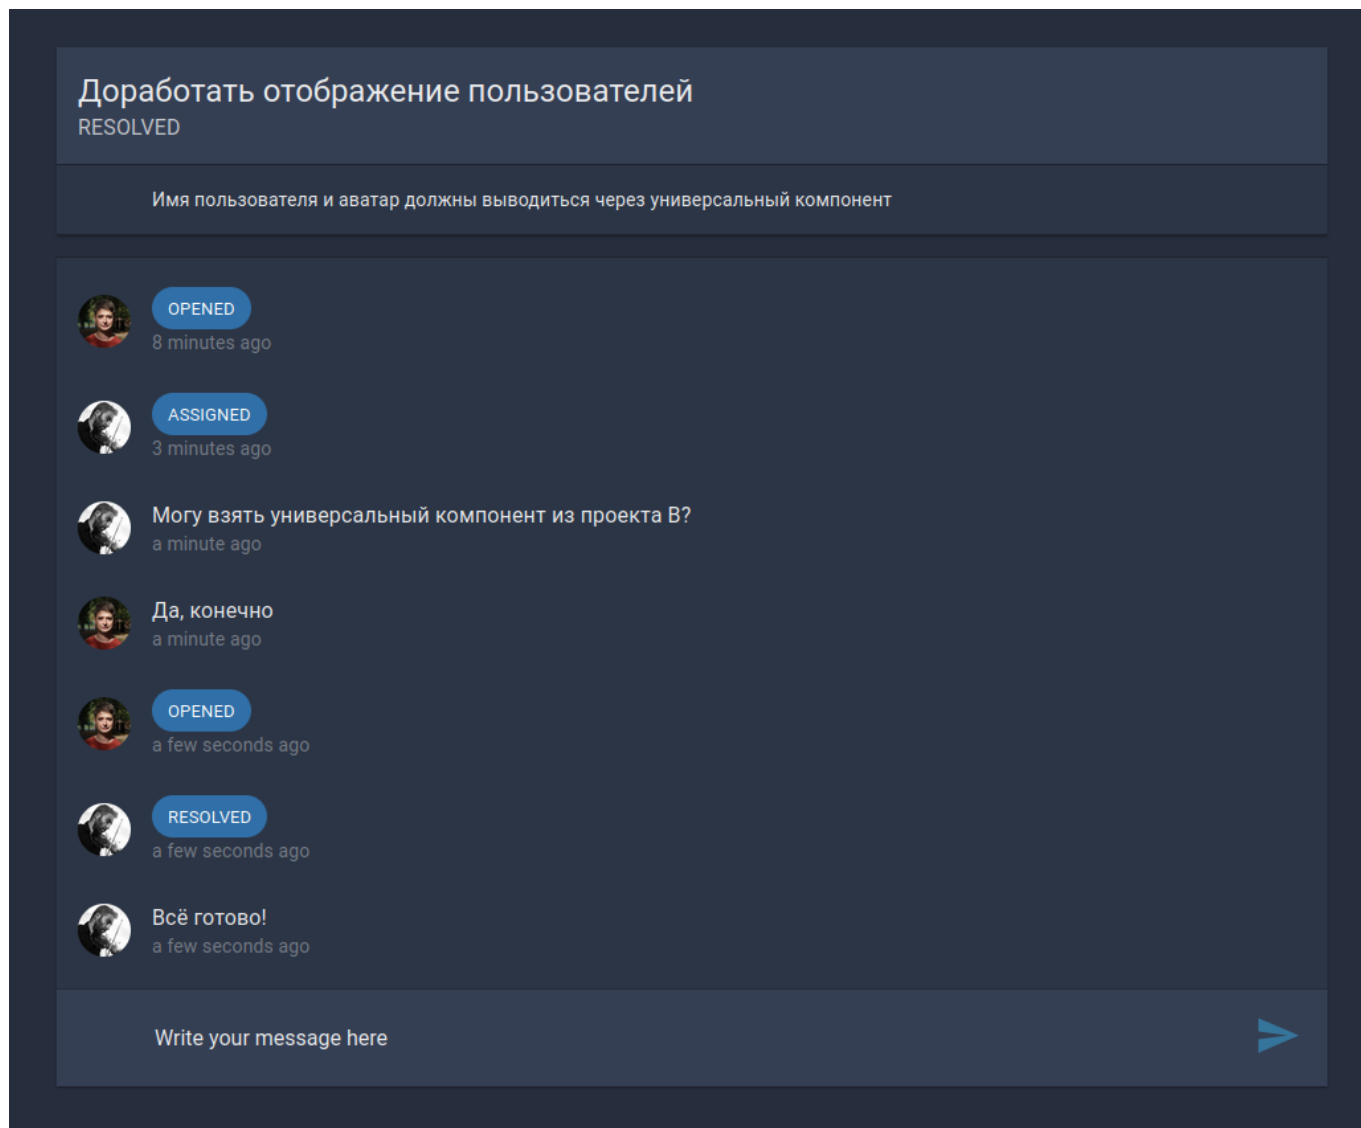 Доработать отображение пользователей
RESOLVED
Имя пользователя и аватар должны выводиться через универсальный компонент
OPENED
8 minutes ago
ASSIGNED
3 minutes ago
Могу взять универсальный компонент из проекта B?
a minute ago
Да, конечно
a minute ago
OPENED
a few seconds ago
RESOLVED
a few seconds ago
Всё готово!
a few seconds ago
Write your message here